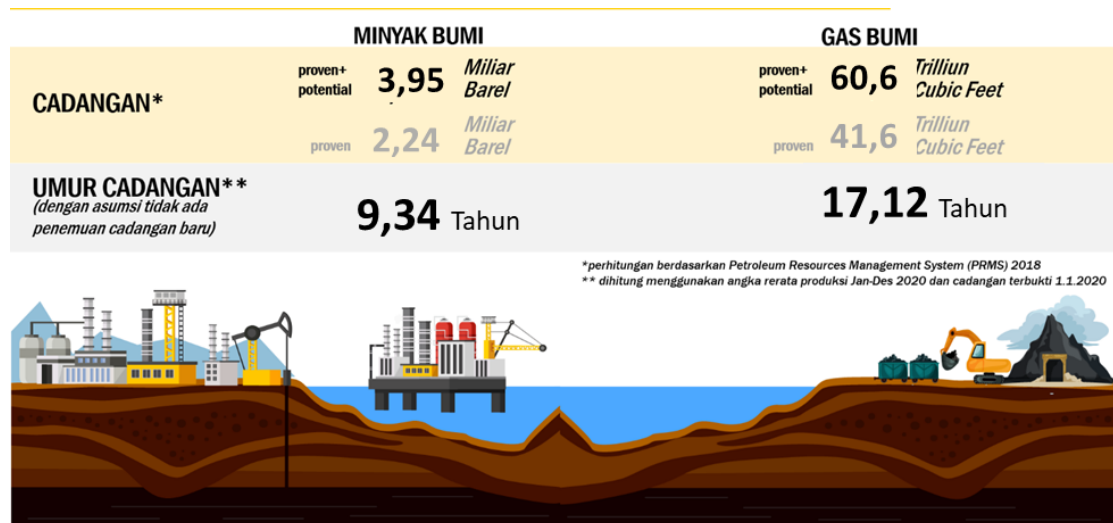 MINYAK BUMI
GAS BUMI
CADANGAN*
proven+
potential
3,95
Miliar
Barel
proven+
potential
60,6
Trilliun
Cubic Feet
proven
2,24
Miliar
Barel
proven
41,6
Trilliun
Cubic Feet
UMUR CADANGAN**
(dengan asumsi tidak ada
penemuan cadangan baru)
9,34 Tahun
17,12 Tahun
*perhitungan berdasarkan Petroleum Resources Management System (PRMS) 2018
** dihitung menggunakan angka rerata produksi Jan-Des 2020 dan cadangan terbukti 1.1.2020